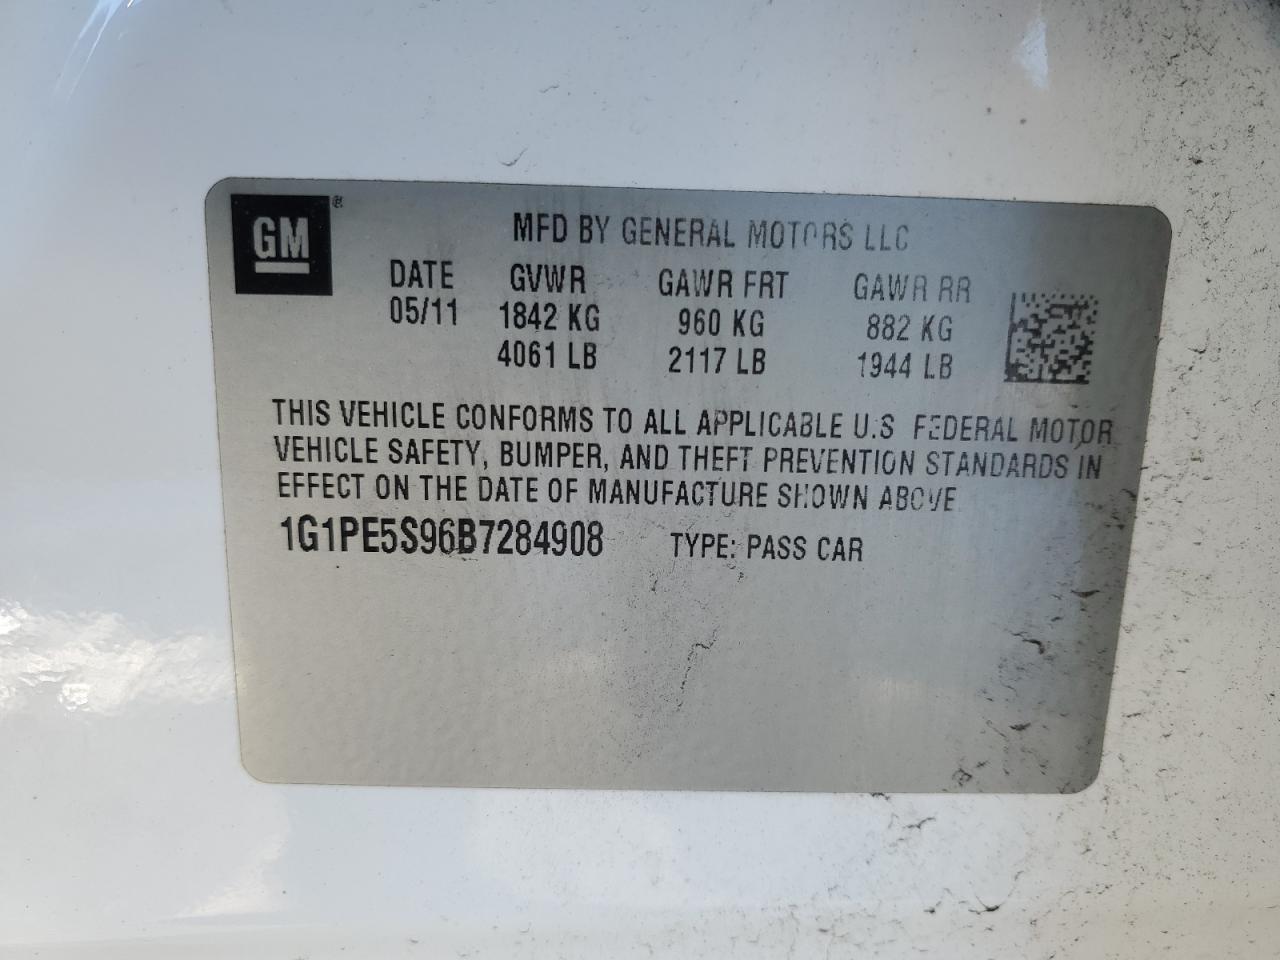 GM ®
MFD BY GENERAL MOTORS LLC
DATE GVWR GAWR FRT GAWR RR
05/11 1842 KG 960 KG 882 KG
4061 LB 2117 LB 1944 LB
THIS VEHICLE CONFORMS TO ALL APPLICABLE U.S FEDERAL MOTOR
VEHICLE SAFETY, BUMPER, AND THEFT PREVENTION STANDARDS IN
EFFECT ON THE DATE OF MANUFACTURE SHOWN ABOVE
1G1PE5S96B7284908 TYPE: PASS CAR